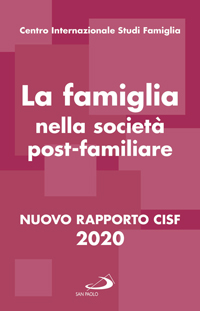 Centro Internazionale Studi Famiglia
La famiglia
nella società
post-familiare
NUOVO RAPPORTO CISF
2020
SAN PAOLO